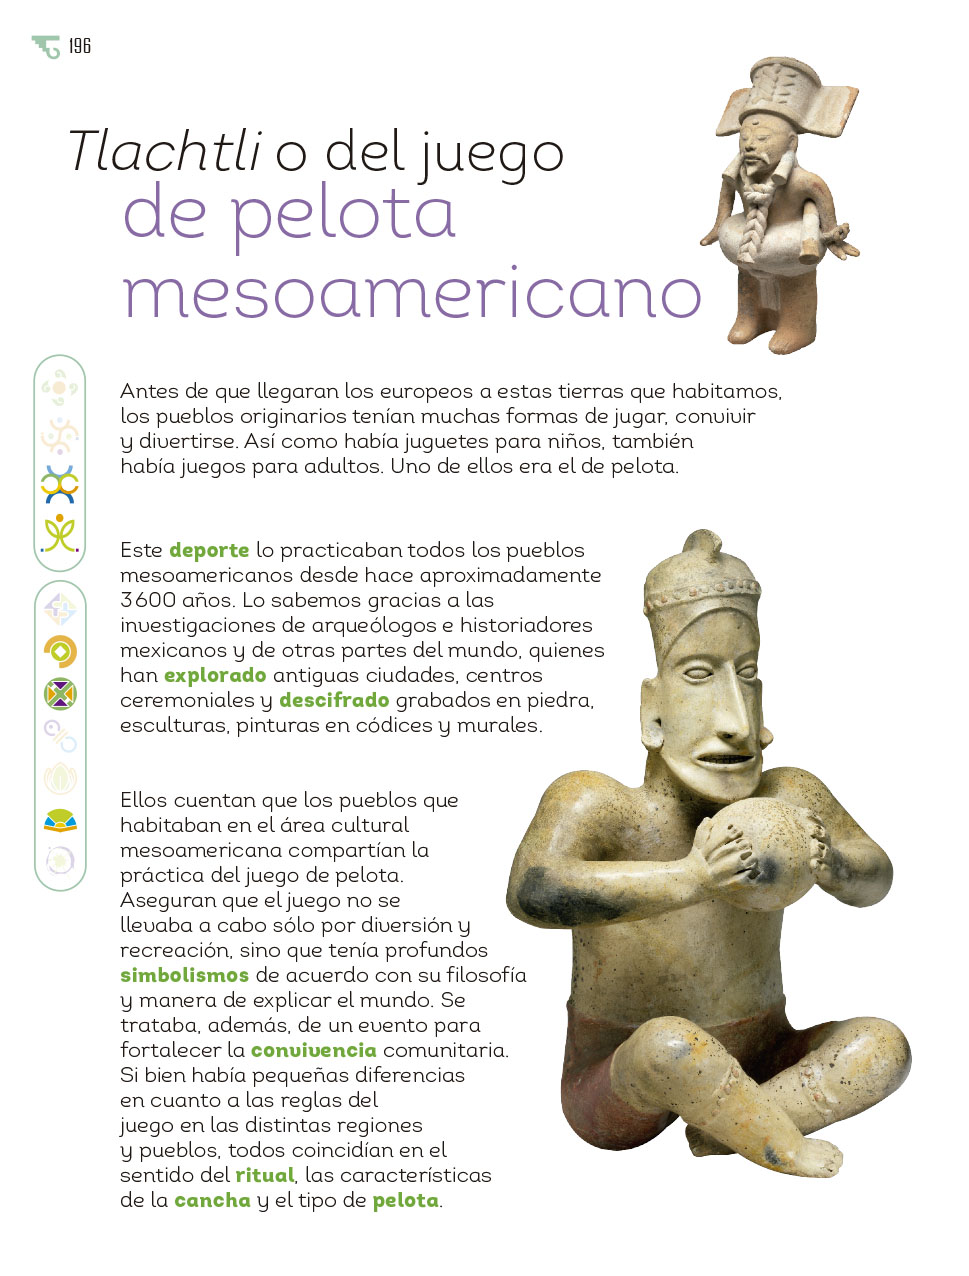 196
Tlachtli o del juego
de pelota
mesoamericano
Antes de que llegaran los europeos a estas tierras que habitamos,
los pueblos originarios tenían muchas formas de jugar, convivir
y divertirse. Así como había juguetes para niños, también
había juegos para adultos. Uno de ellos era el de pelota.
Este deporte lo practicaban todos los pueblos
mesoamericanos desde hace aproximadamente
3600 años. Lo sabemos gracias a las
investigaciones de arqueólogos e historiadores
mexicanos y de otras partes del mundo, quienes
han explorado antiguas ciudades, centros
ceremoniales y descifrado grabados en piedra,
esculturas, pinturas en códices y murales.
Ellos cuentan que los pueblos que
habitaban en el área cultural
mesoamericana compartían la
práctica del juego de pelota.
Aseguran que el juego no se
llevaba a cabo sólo por diversión y
recreación, sino que tenía profundos
simbolismos de acuerdo con su filosofía
y manera de explicar el mundo. Se
trataba, además, de un evento para
fortalecer la convivencia comunitaria.
Si bien había pequeñas diferencias
en cuanto a las reglas del
juego en las distintas regiones
y pueblos, todos coincidían en el
sentido del ritual, las características
de la cancha y el tipo de pelota.